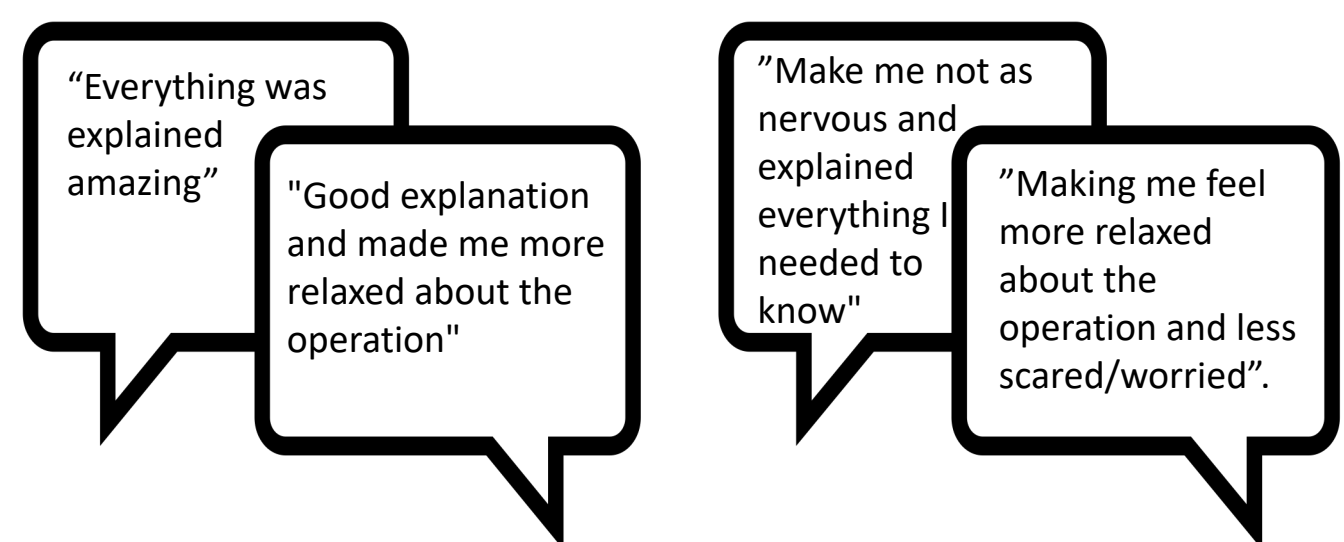 “Everything was
explained
amazing”
"Good explanation
and made me more
relaxed about the
operation"
”Make me not as
nervous and
explained
everything I
needed to
know"
”Making me feel
more relaxed
about the
operation and less
scared/worried”.